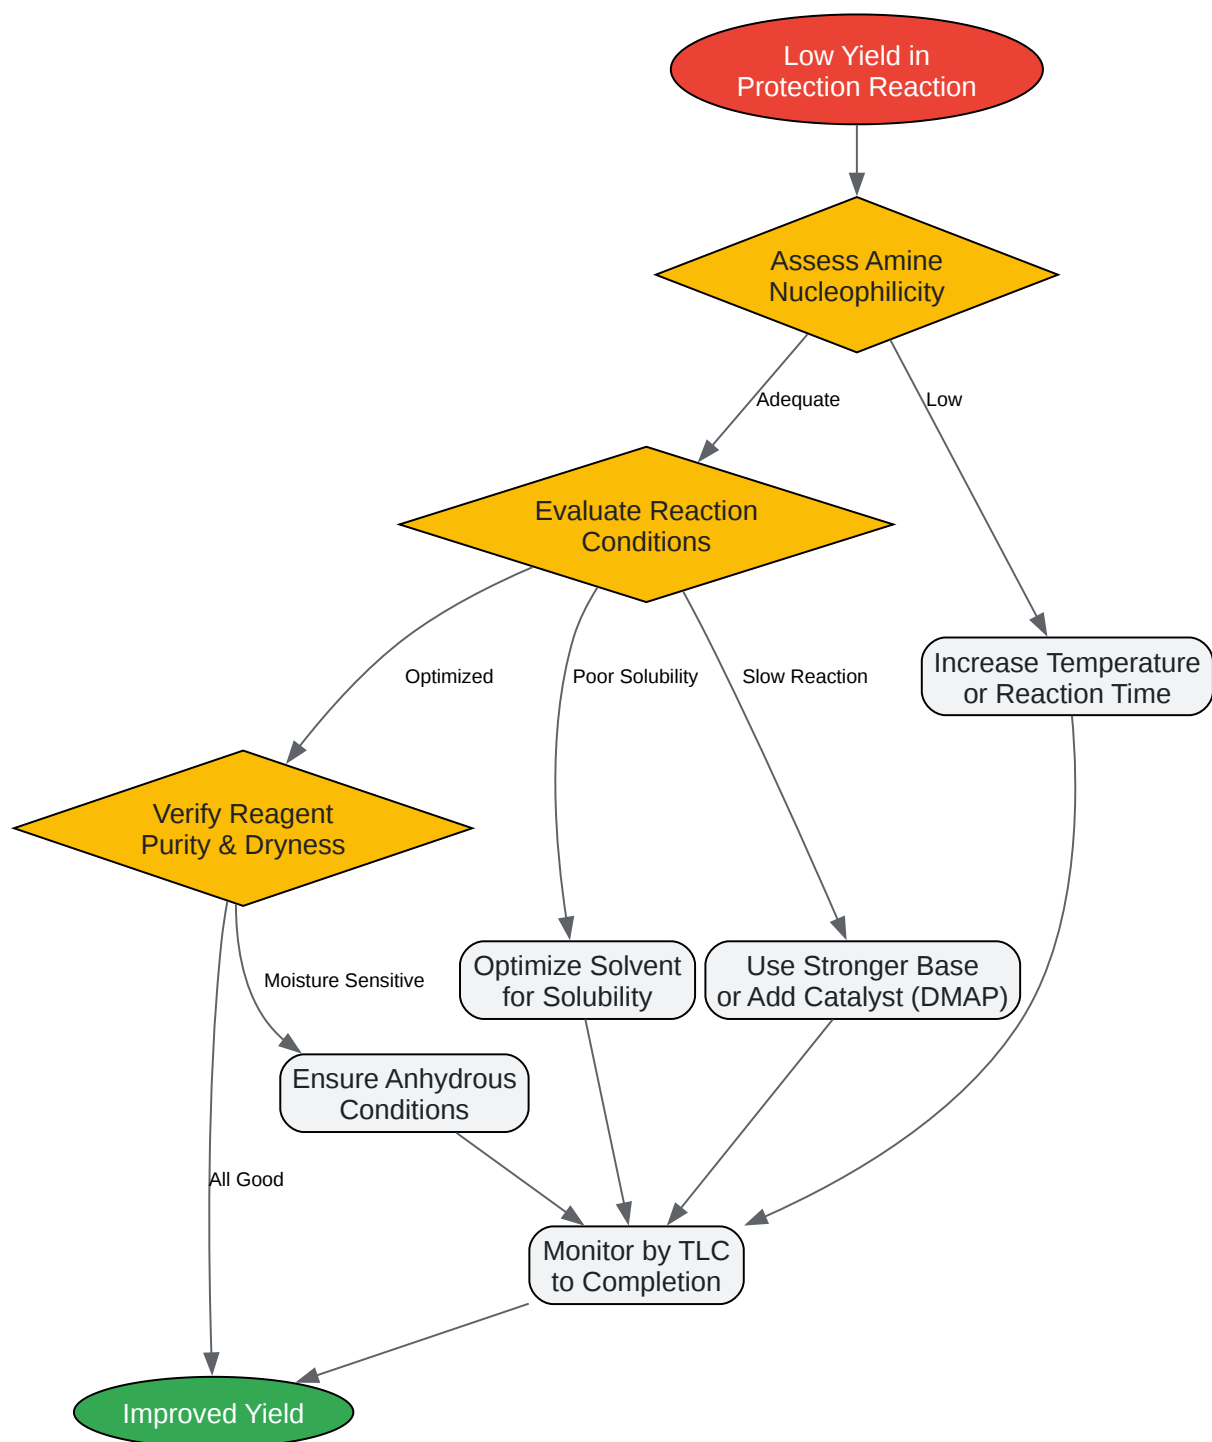 Low Yield in
Protection Reaction
Assess Amine
Nucleophilicity
Adequate
Low
Evaluate Reaction
Conditions
Optimized
Poor Solubility
Slow Reaction
Increase Temperature
or Reaction Time
Verify Reagent
Purity & Dryness
Moisture Sensitive
Optimize Solvent
for Solubility
Use Stronger Base
or Add Catalyst (DMAP)
Ensure Anhydrous
Conditions
All Good
Monitor by TLC
to Completion
Improved Yield